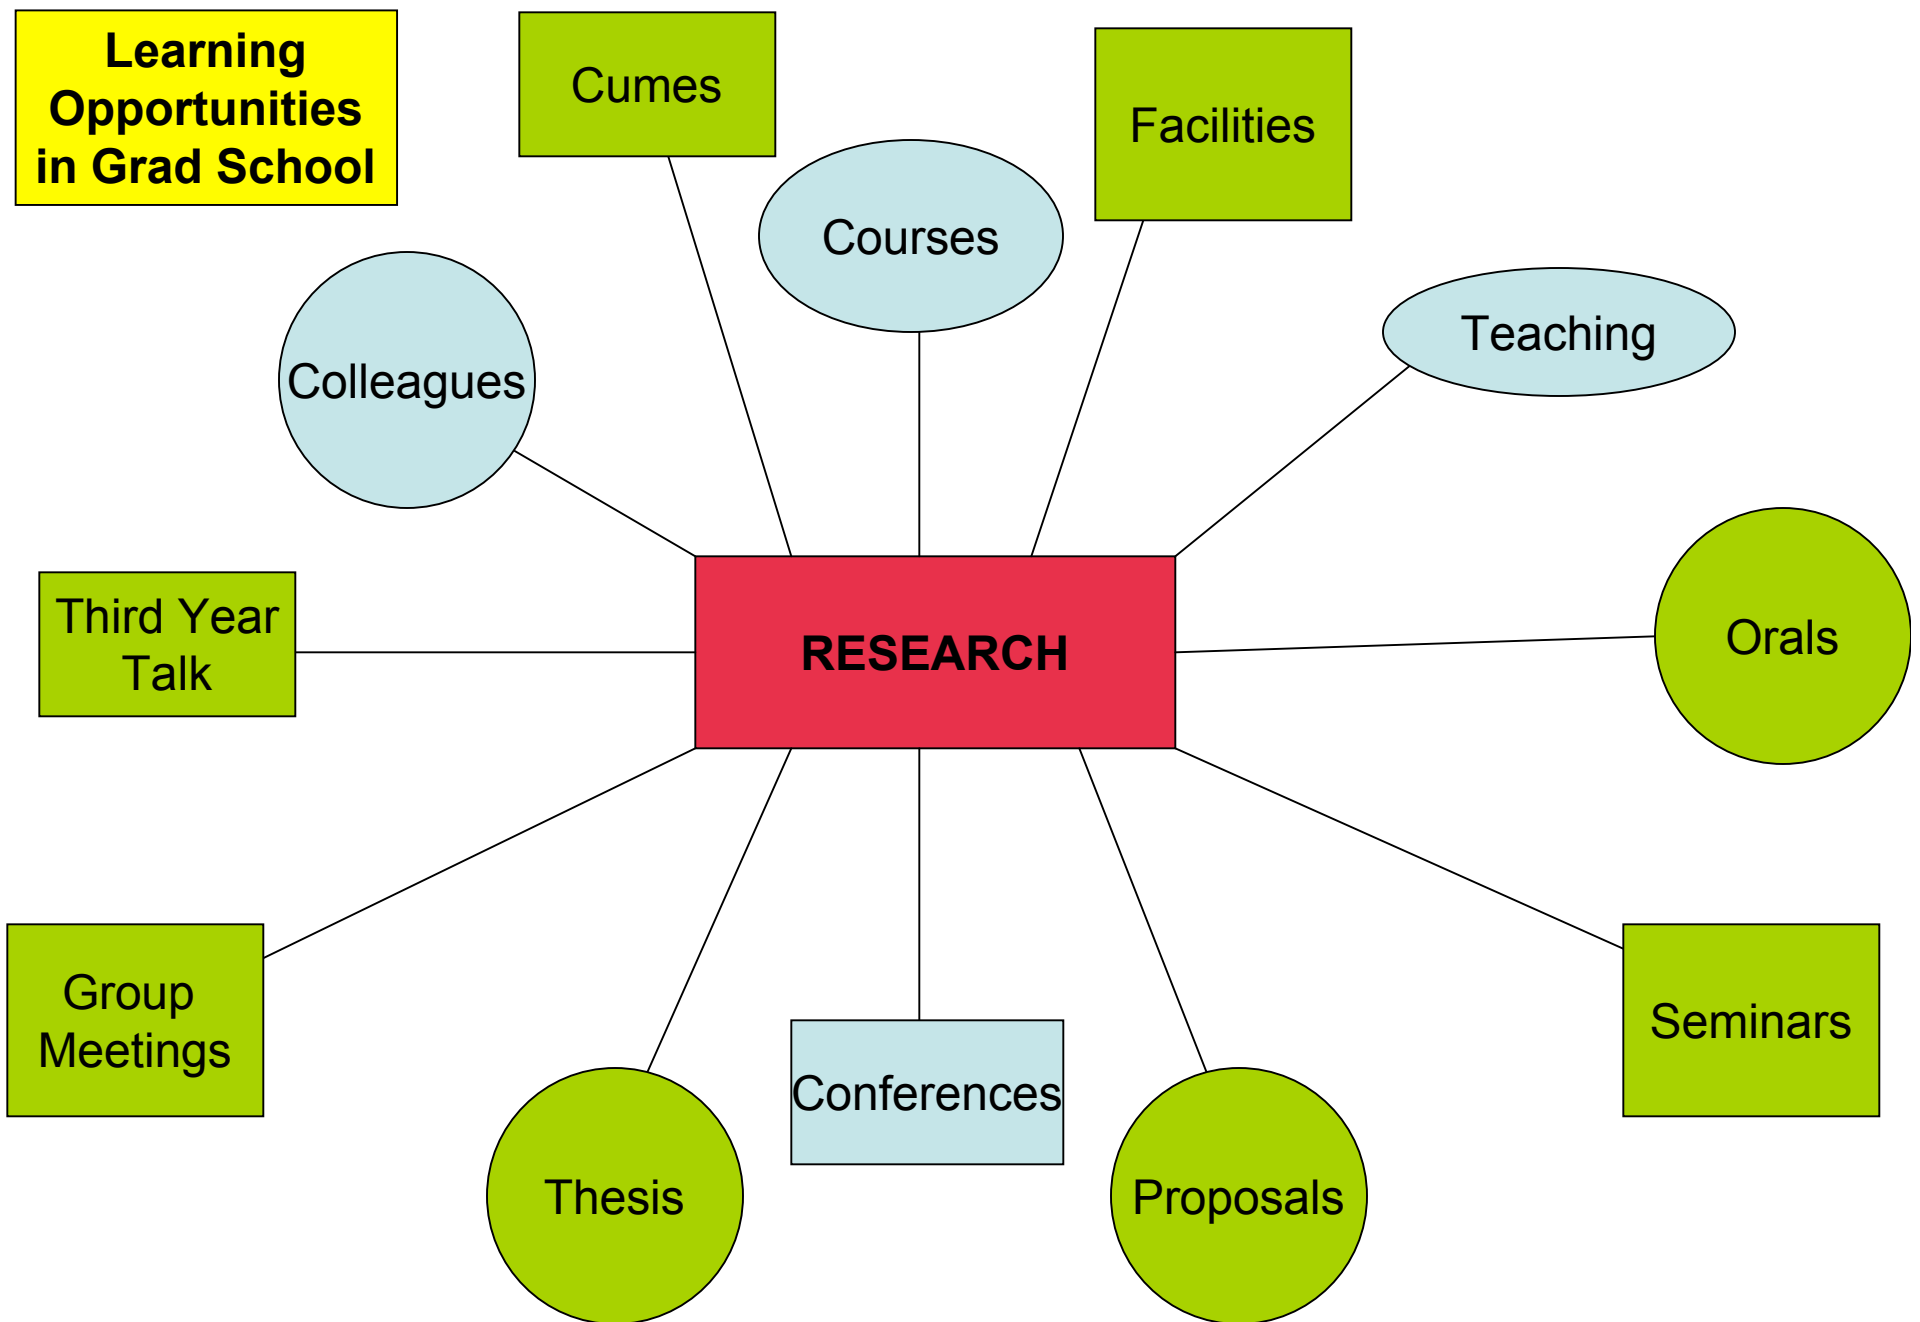 Learning
Opportunities
in Grad School
Cumes
Facilities
Courses
Teaching
Colleagues
Third Year
Talk
RESEARCH
Orals
Group
Meetings
Seminars
Conferences
Thesis
Proposals